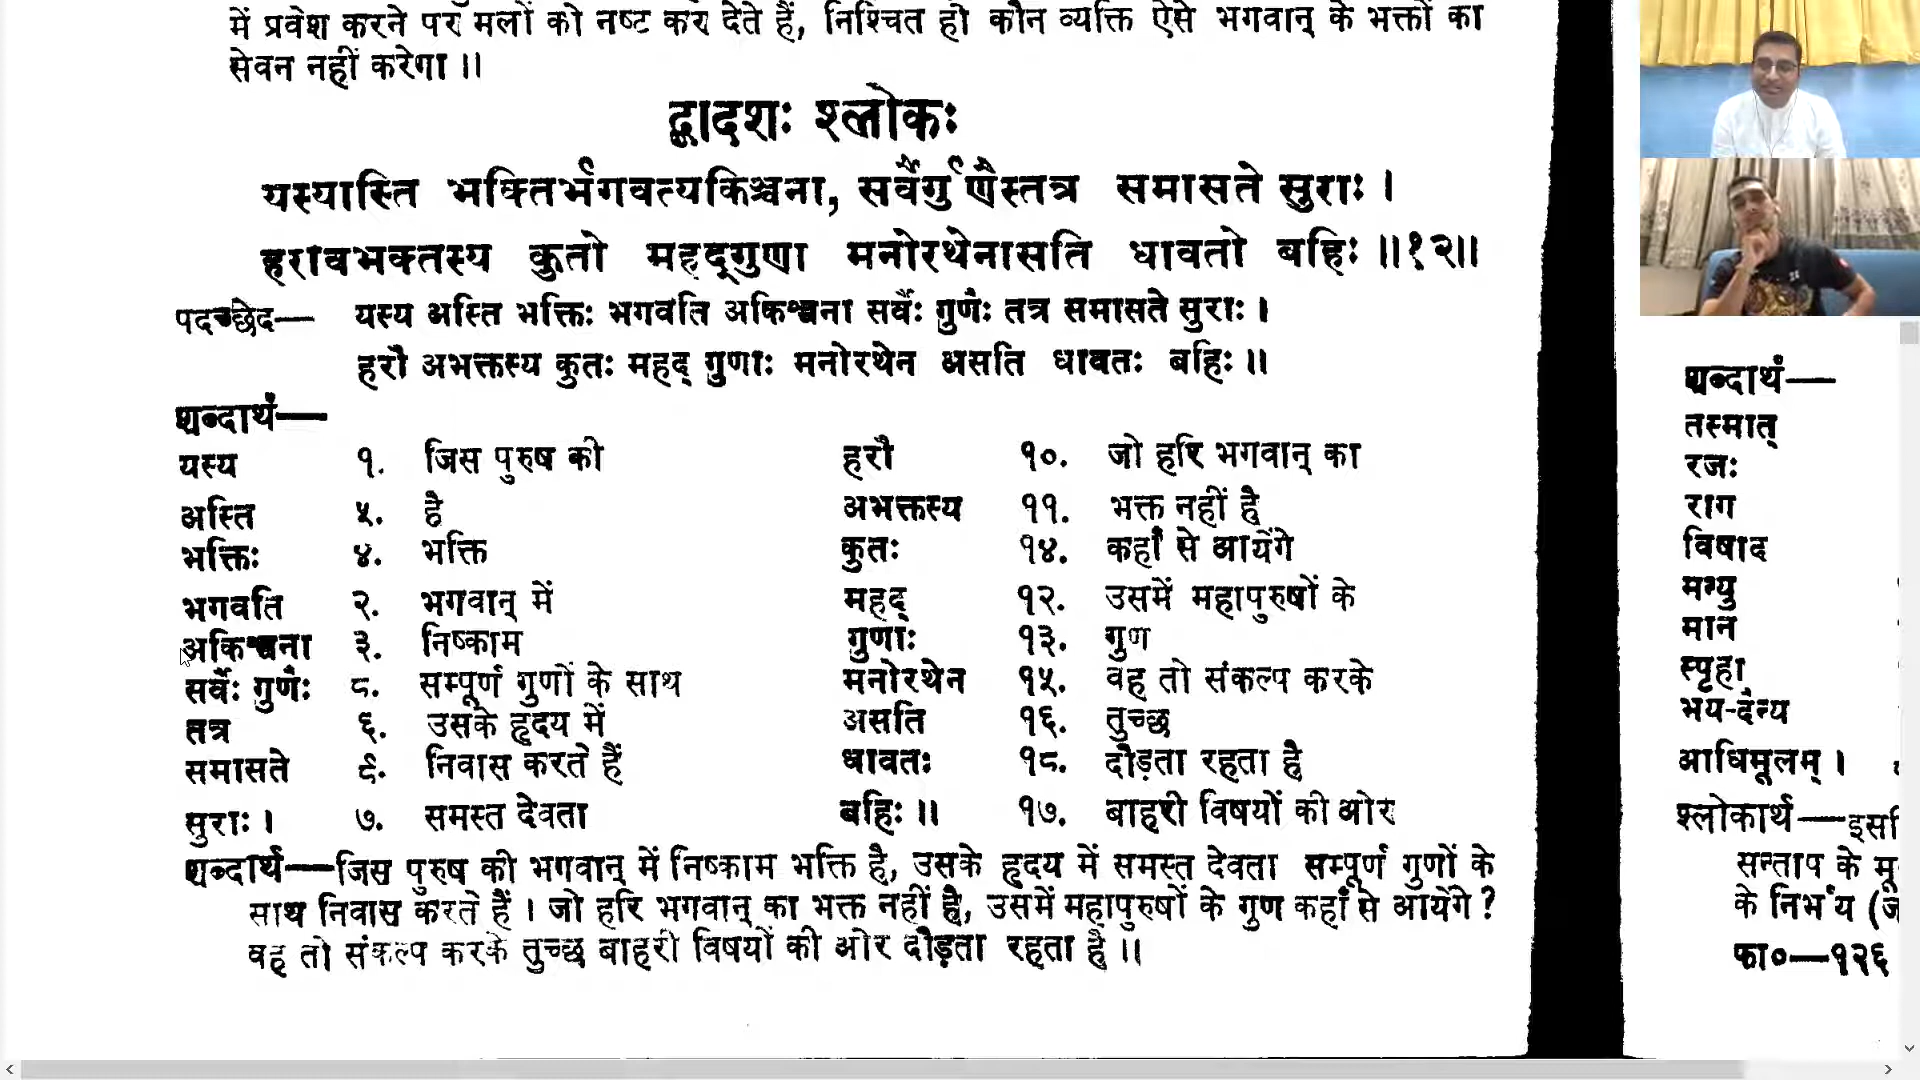 में प्रवेश करने पर मलों को नष्ट कर देते हैं, निश्चित हो कौन व्यक्ति ऐसे भगवान् के भक्तों का
सेवन नहीं करेगा ।।
द्वादशः श्लोकः
यस्यास्ति भक्तिर्भगवत्यकिञ्चना, सर्वैर्गुणैस्तत्र समासते सुराः ।
हरावभक्तस्य कुतो महद्गुणा मनोरथेनासति धावतो बहिः ॥१२॥
पदच्छेद— यस्य अस्ति भक्तिः भगवति अकिञ्चना सर्वैः गुणैः तत्र समासते सुराः ।
हरौ अभक्तस्य कुतः महद् गुणाः मनोरथेन असति धावतः बहिः ॥
शब्दार्थ—
यस्य १. जिस पुरुष की हरौ १०. जो हरि भगवान् का
अस्ति ५. है अभक्तस्य ११. भक्त नहीं है
भक्तिः ४. भक्ति कुतः १४. कहाँ से आयेंगे
भगवति २. भगवान् में महद् १२. उसमें महापुरुषों के
अकिञ्चना ३. निष्काम गुणाः १३. गुण
सर्वैः गुणैः ८. सम्पूर्ण गुणों के साथ मनोरथेन १५. वह तो संकल्प करके
तत्र ६. उसके हृदय में असति १६. तुच्छ
समासते ९. निवास करते हैं धावतः १८. दौड़ता रहता है
सुराः । ७. समस्त देवता बहिः ॥ १७. बाहरी विषयों की ओर
शब्दार्थ—जिस पुरुष की भगवान् में निष्काम भक्ति है, उसके हृदय में समस्त देवता सम्पूर्ण गुणों के
साथ निवास करते हैं । जो हरि भगवान् का भक्त नहीं है, उसमें महापुरुषों के गुण कहाँ से आयेंगे ?
वह तो संकल्प करके तुच्छ बाहरी विषयों की ओर दौड़ता रहता है ॥
शब्दार्थ—
तस्मात्
रजः
राग
विषाद
मन्यु
मान
स्पृहा
भय-दैन्य
आधिमूलम् ।
श्लोकार्थ—
सन्ताप के
के निर्भय
फा०—१२६